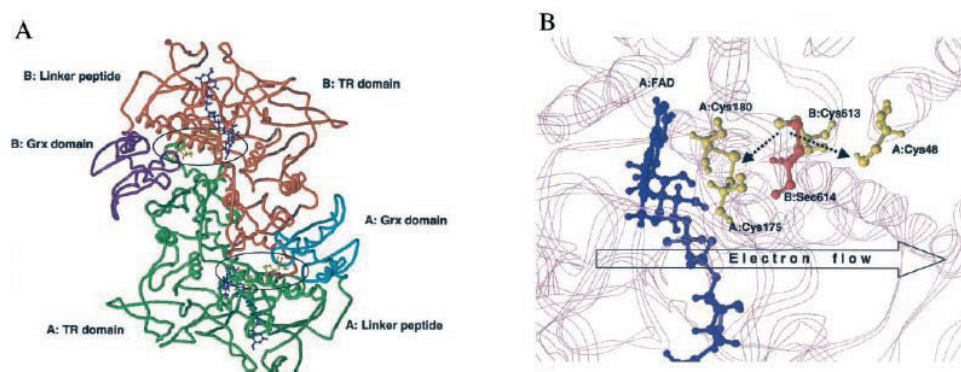 A
B: Linker peptide
B: TR domain
B: Grx domain
A: Grx domain
A: TR domain
A: Linker peptide
B
A:FAD
A:Cys180
B:Cys613
A:Cys48
B:Sec614
A:Cys175
Electron flow